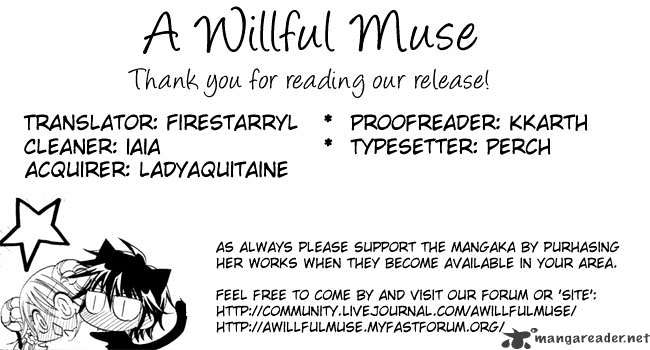 A Willful Muse
Thank you for reading our release!
TRANSLATOR: FIRESTARRYL * PROOFREADER: KKARTH
CLEANER: IAIA * TYPESETTER: PERCH
ACQUIRER: LADYAQUITAINE
AS ALWAYS PLEASE SUPPORT THE MANGAKA BY PURHASING
HER WORKS WHEN THEY BECOME AVAILABLE IN YOUR AREA.
FEEL FREE TO COME BY AND VISIT OUR FORUM OR 'SITE':
HTTP://COMMUNITY.LIVEJOURNAL.COM/AWILLFULMUSE/
HTTP://AWILLFULMUSE.MYFASTFORUM.ORG/
mangareader.net